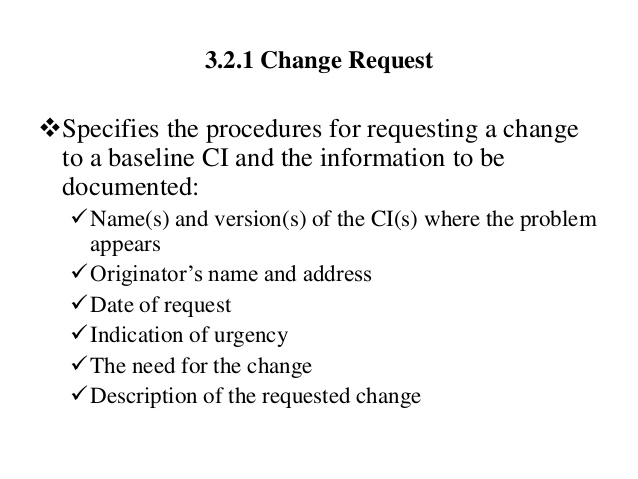 3.2.1 Change Request
❖Specifies the procedures for requesting a change
to a baseline CI and the information to be
documented:
✓Name(s) and version(s) of the CI(s) where the problem
appears
✓Originator’s name and address
✓Date of request
✓Indication of urgency
✓The need for the change
✓Description of the requested change